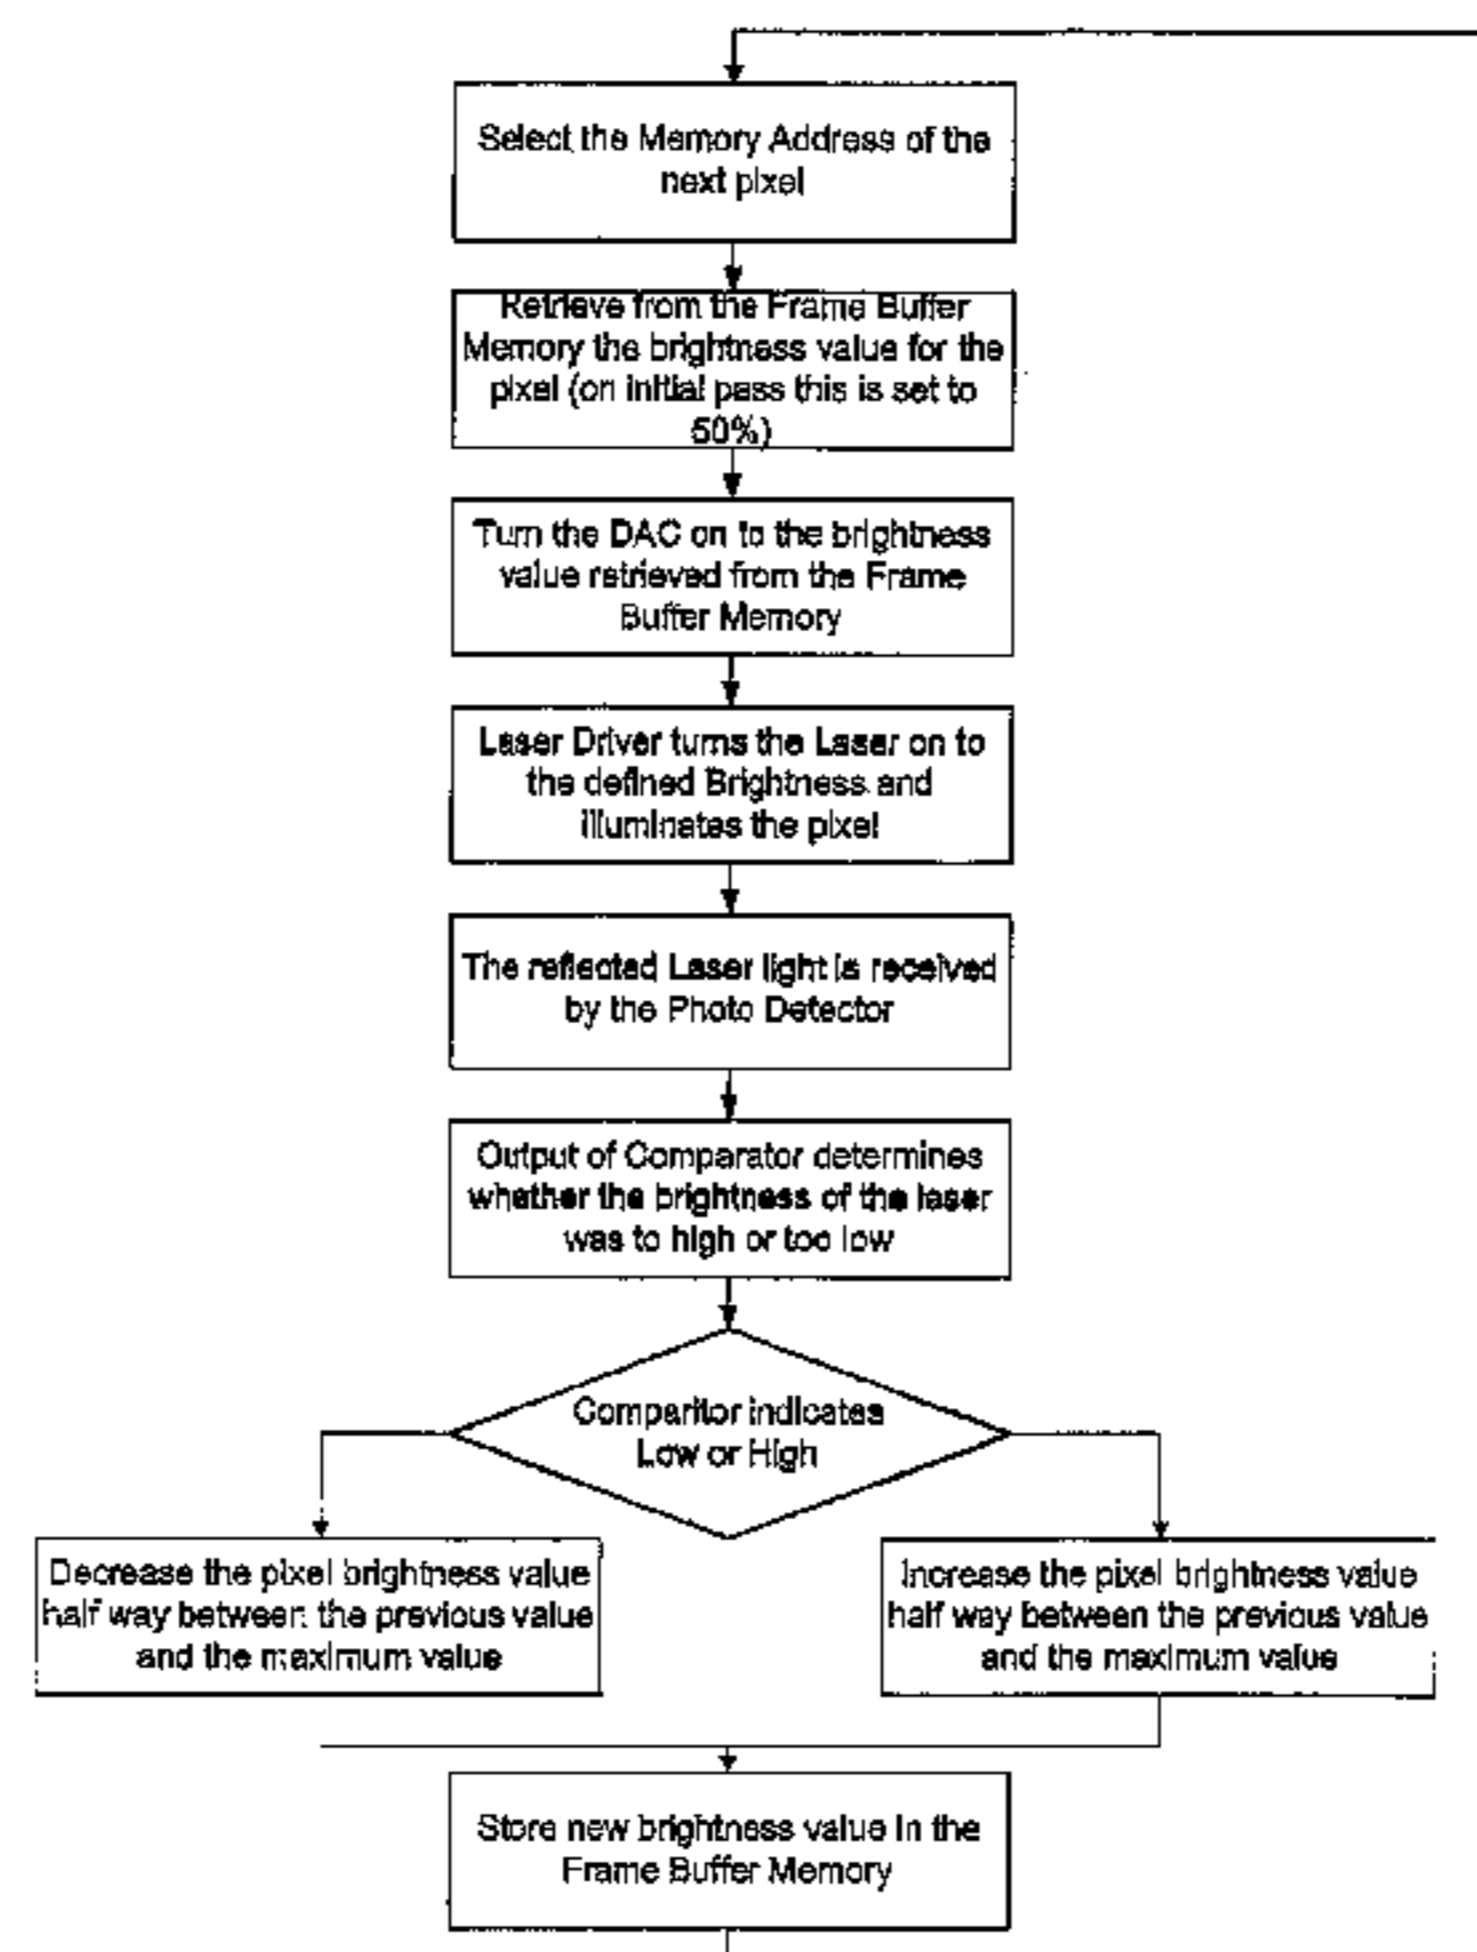 Select the Memory Address of the
next pixel
Retrieve from the Frame Buffer
Memory the brightness value for the
pixel (on initial pass this is set to
50%)
Turn the DAC on to the brightness
value retrieved from the Frame
Buffer Memory
Laser Driver turns the Laser on to
the defined Brightness and
illuminates the pixel
The reflected Laser light is received
by the Photo Detector
Output of Comparator determines
whether the brightness of the laser
was to high or too low
Comparitor indicates
Low or High
Decrease the pixel brightness value
half way between the previous value
and the maximum value
Increase the pixel brightness value
half way between the previous value
and the maximum value
Store new brightness value in the
Frame Buffer Memory